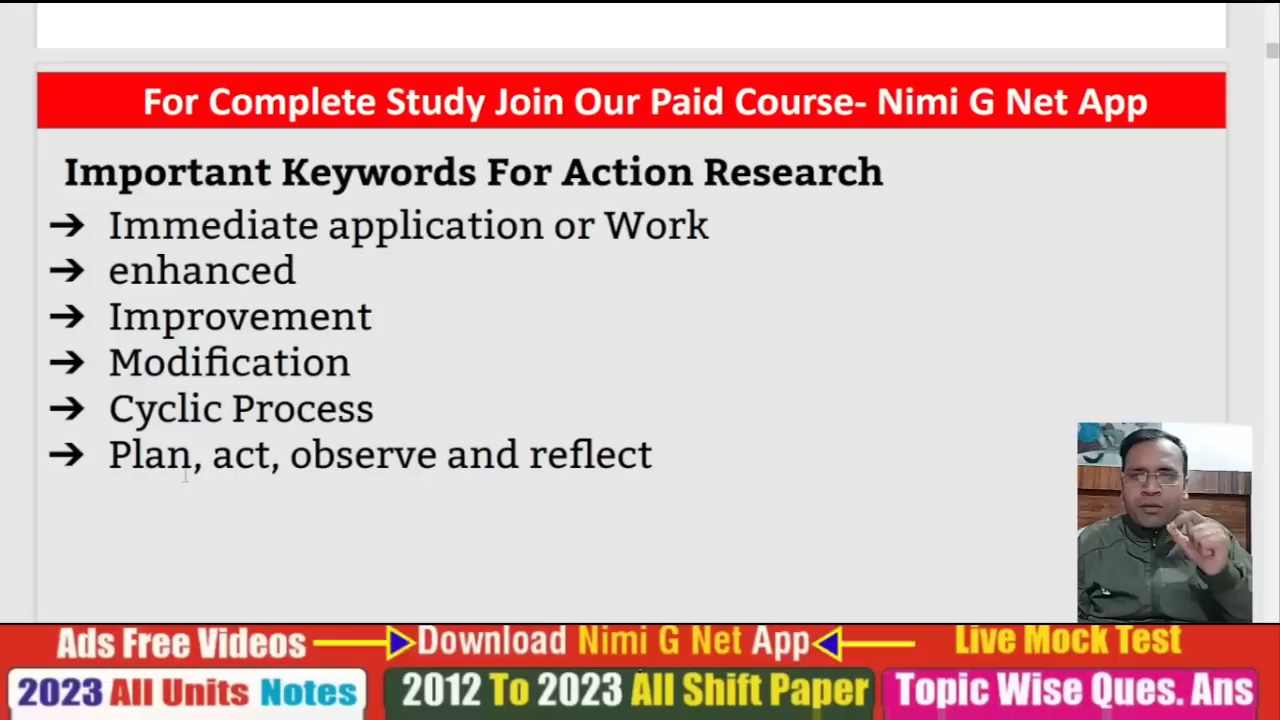 For Complete Study Join Our Paid Course- Nimi G Net App
Important Keywords For Action Research
➔ Immediate application or Work
➔ enhanced
➔ Improvement
➔ Modification
➔ Cyclic Process
➔ Plan, act, observe and reflect
Ads Free Videos Download Nimi G Net App Live Mock Test
2023 All Units Notes 2012 To 2023 All Shift Paper Topic Wise Ques. Ans